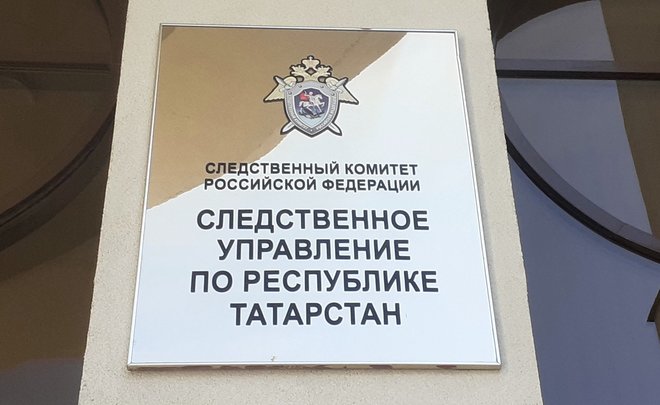 СЛЕДСТВЕННЫЙ КОМИТЕТ
РОССИЙСКОЙ ФЕДЕРАЦИИ
СЛЕДСТВЕННОЕ
УПРАВЛЕНИЕ
ПО РЕСПУБЛИКЕ
ТАТАРСТАН